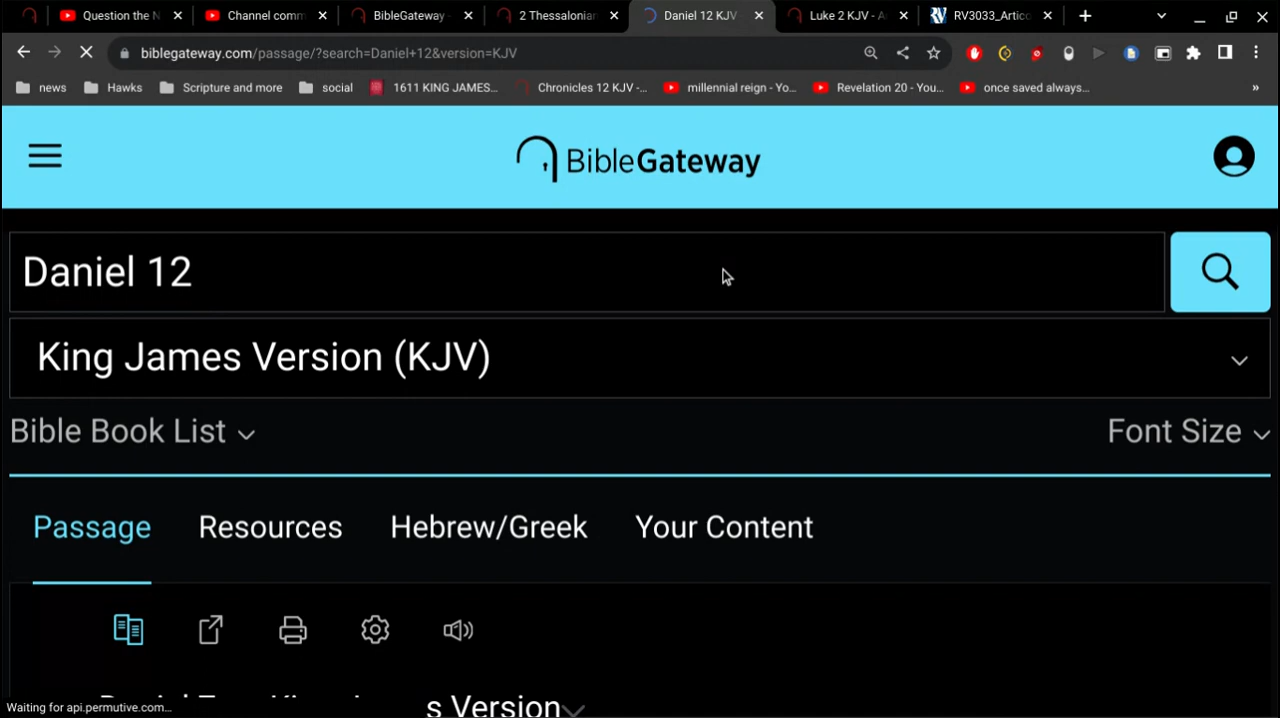 Question the N
Channel comm
BibleGateway -
2 Thessalonian
Daniel 12 KJV
Luke 2 KJV - A
RV3033_Artico
biblegateway.com/passage/?search=Daniel+12&version=KJV
news
Hawks
Scripture and more
social
1611 KING JAMES...
Chronicles 12 KJV -...
millennial reign - Yo...
Revelation 20 - You...
once saved always...
»
BibleGateway
Daniel 12
King James Version (KJV)
Bible Book List
Font Size
Passage
Resources
Hebrew/Greek
Your Content
s Version
Waiting for api.permutive.com...